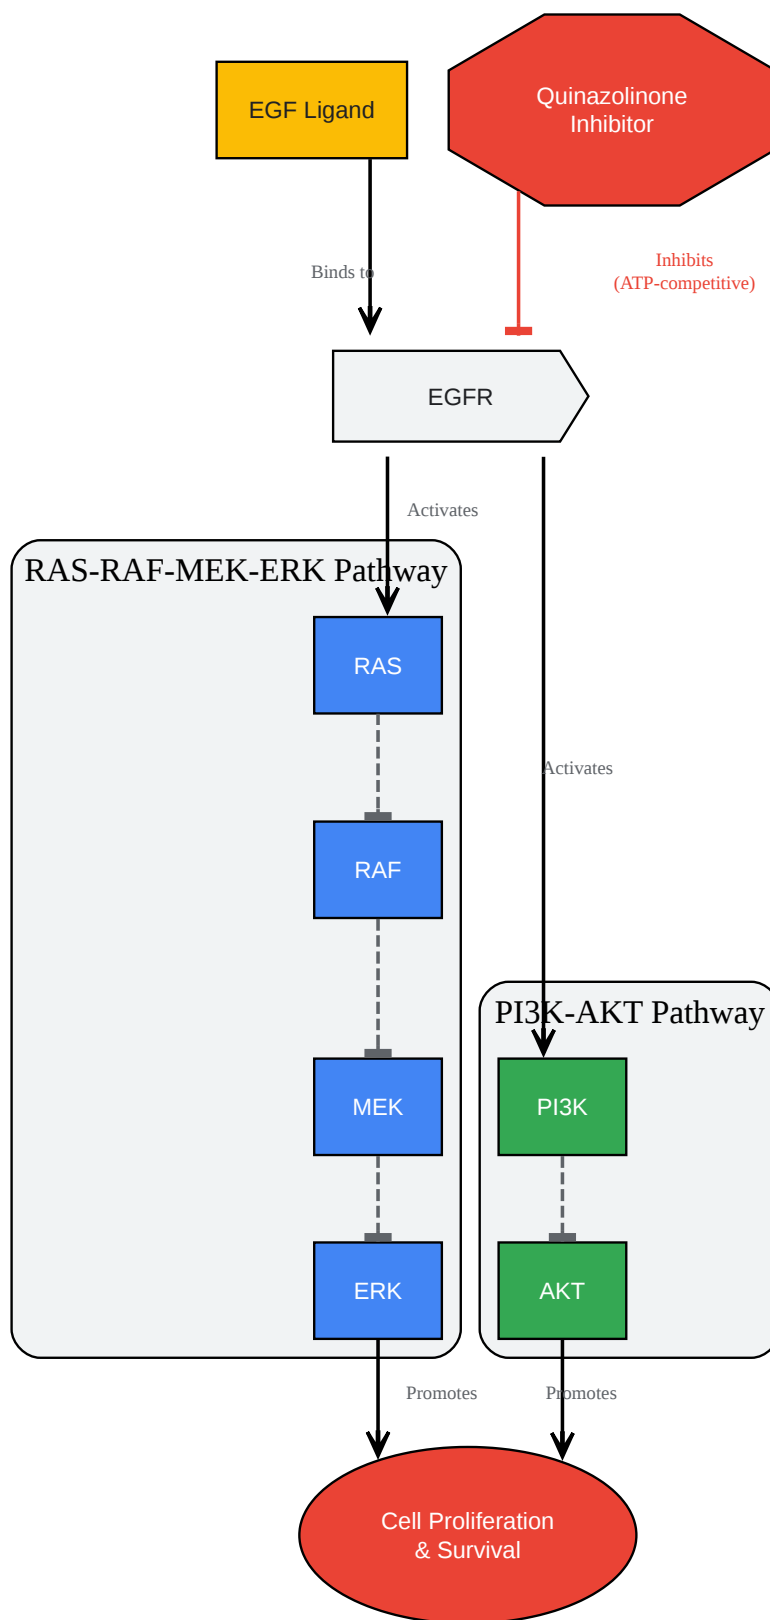 EGF Ligand
Quinazolinone
Inhibitor
Binds to
Inhibits
(ATP-competitive)
EGFR
Activates
RAS-RAF-MEK-ERK Pathway
RAS
Activates
RAF
PI3K-AKT Pathway
MEK
PI3K
ERK
AKT
Promotes
Promotes
Cell Proliferation
& Survival